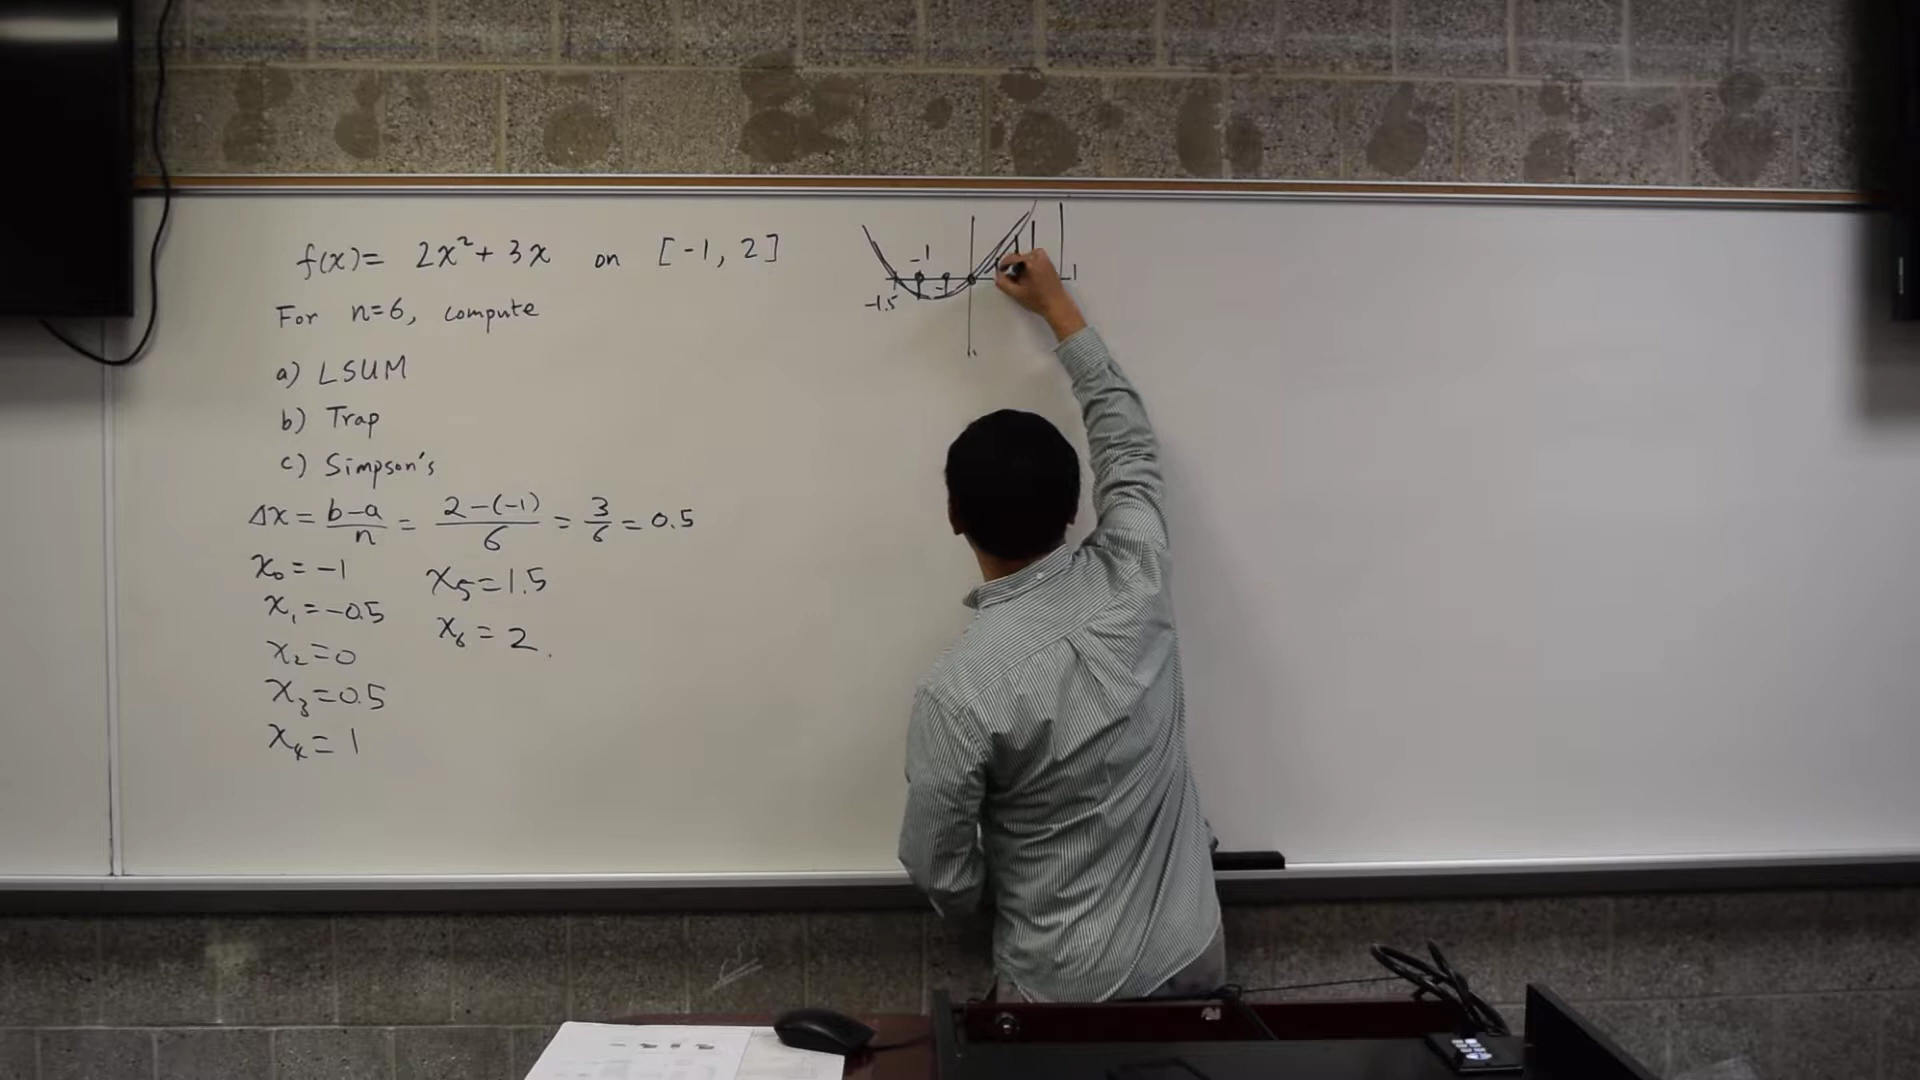 f(x)= 2x²+ 3x on [-1, 2]
For n=6, compute
a) LSUM
b) Trap
c) Simpson's
Δx = b-a/n = 2-(-1)/6 = 3/6 = 0.5
x₀ = -1
x₁ = -0.5
x₂ = 0
x₃ = 0.5
x₄ = 1
x₅ = 1.5
x₆ = 2.
-1
-1.5